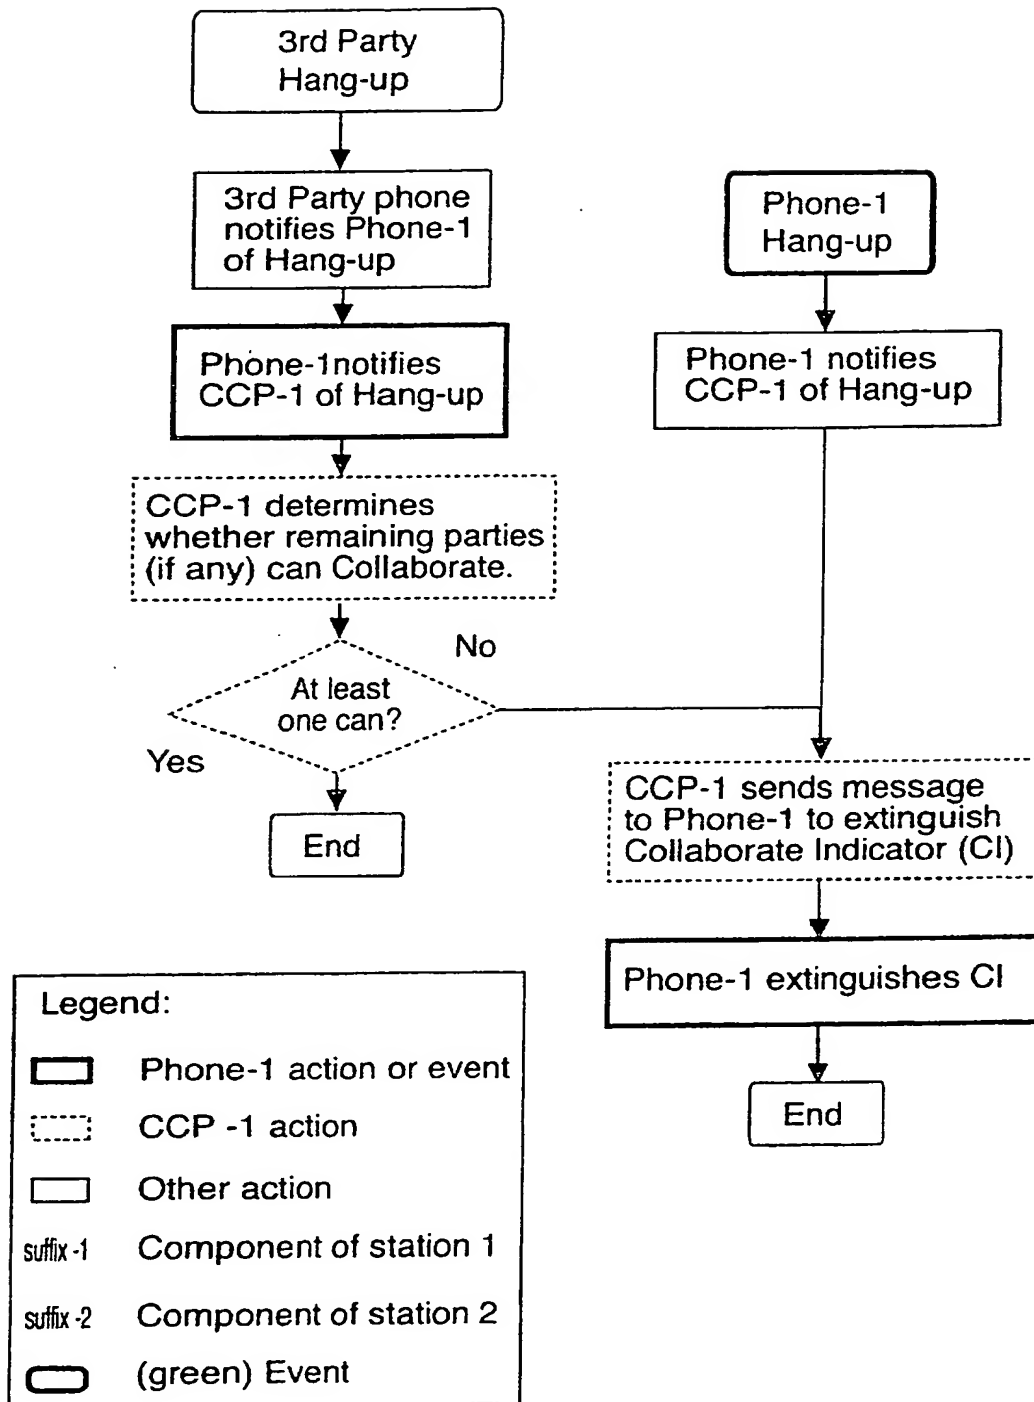 3rd Party
Hang-up
3rd Party phone
notifies Phone-1
of Hang-up
Phone-1notifies
CCP-1 of Hang-up
CCP-1 determines
whether remaining parties
(if any) can Collaborate.
No
At least
one can?
Yes
End
Phone-1
Hang-up
Phone-1 notifies
CCP-1 of Hang-up
CCP-1 sends message
to Phone-1 to extinguish
Collaborate Indicator (CI)
Phone-1 extinguishes CI
End
Legend:
Phone-1 action or event
CCP -1 action
Other action
suffix -1 Component of station 1
suffix -2 Component of station 2
(green) Event